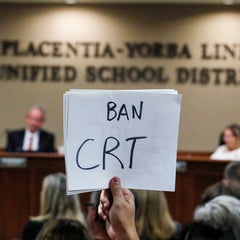 PLACENTIA-YORBA LIN
UNIFIED SCHOOL DISTR
BAN
CRT